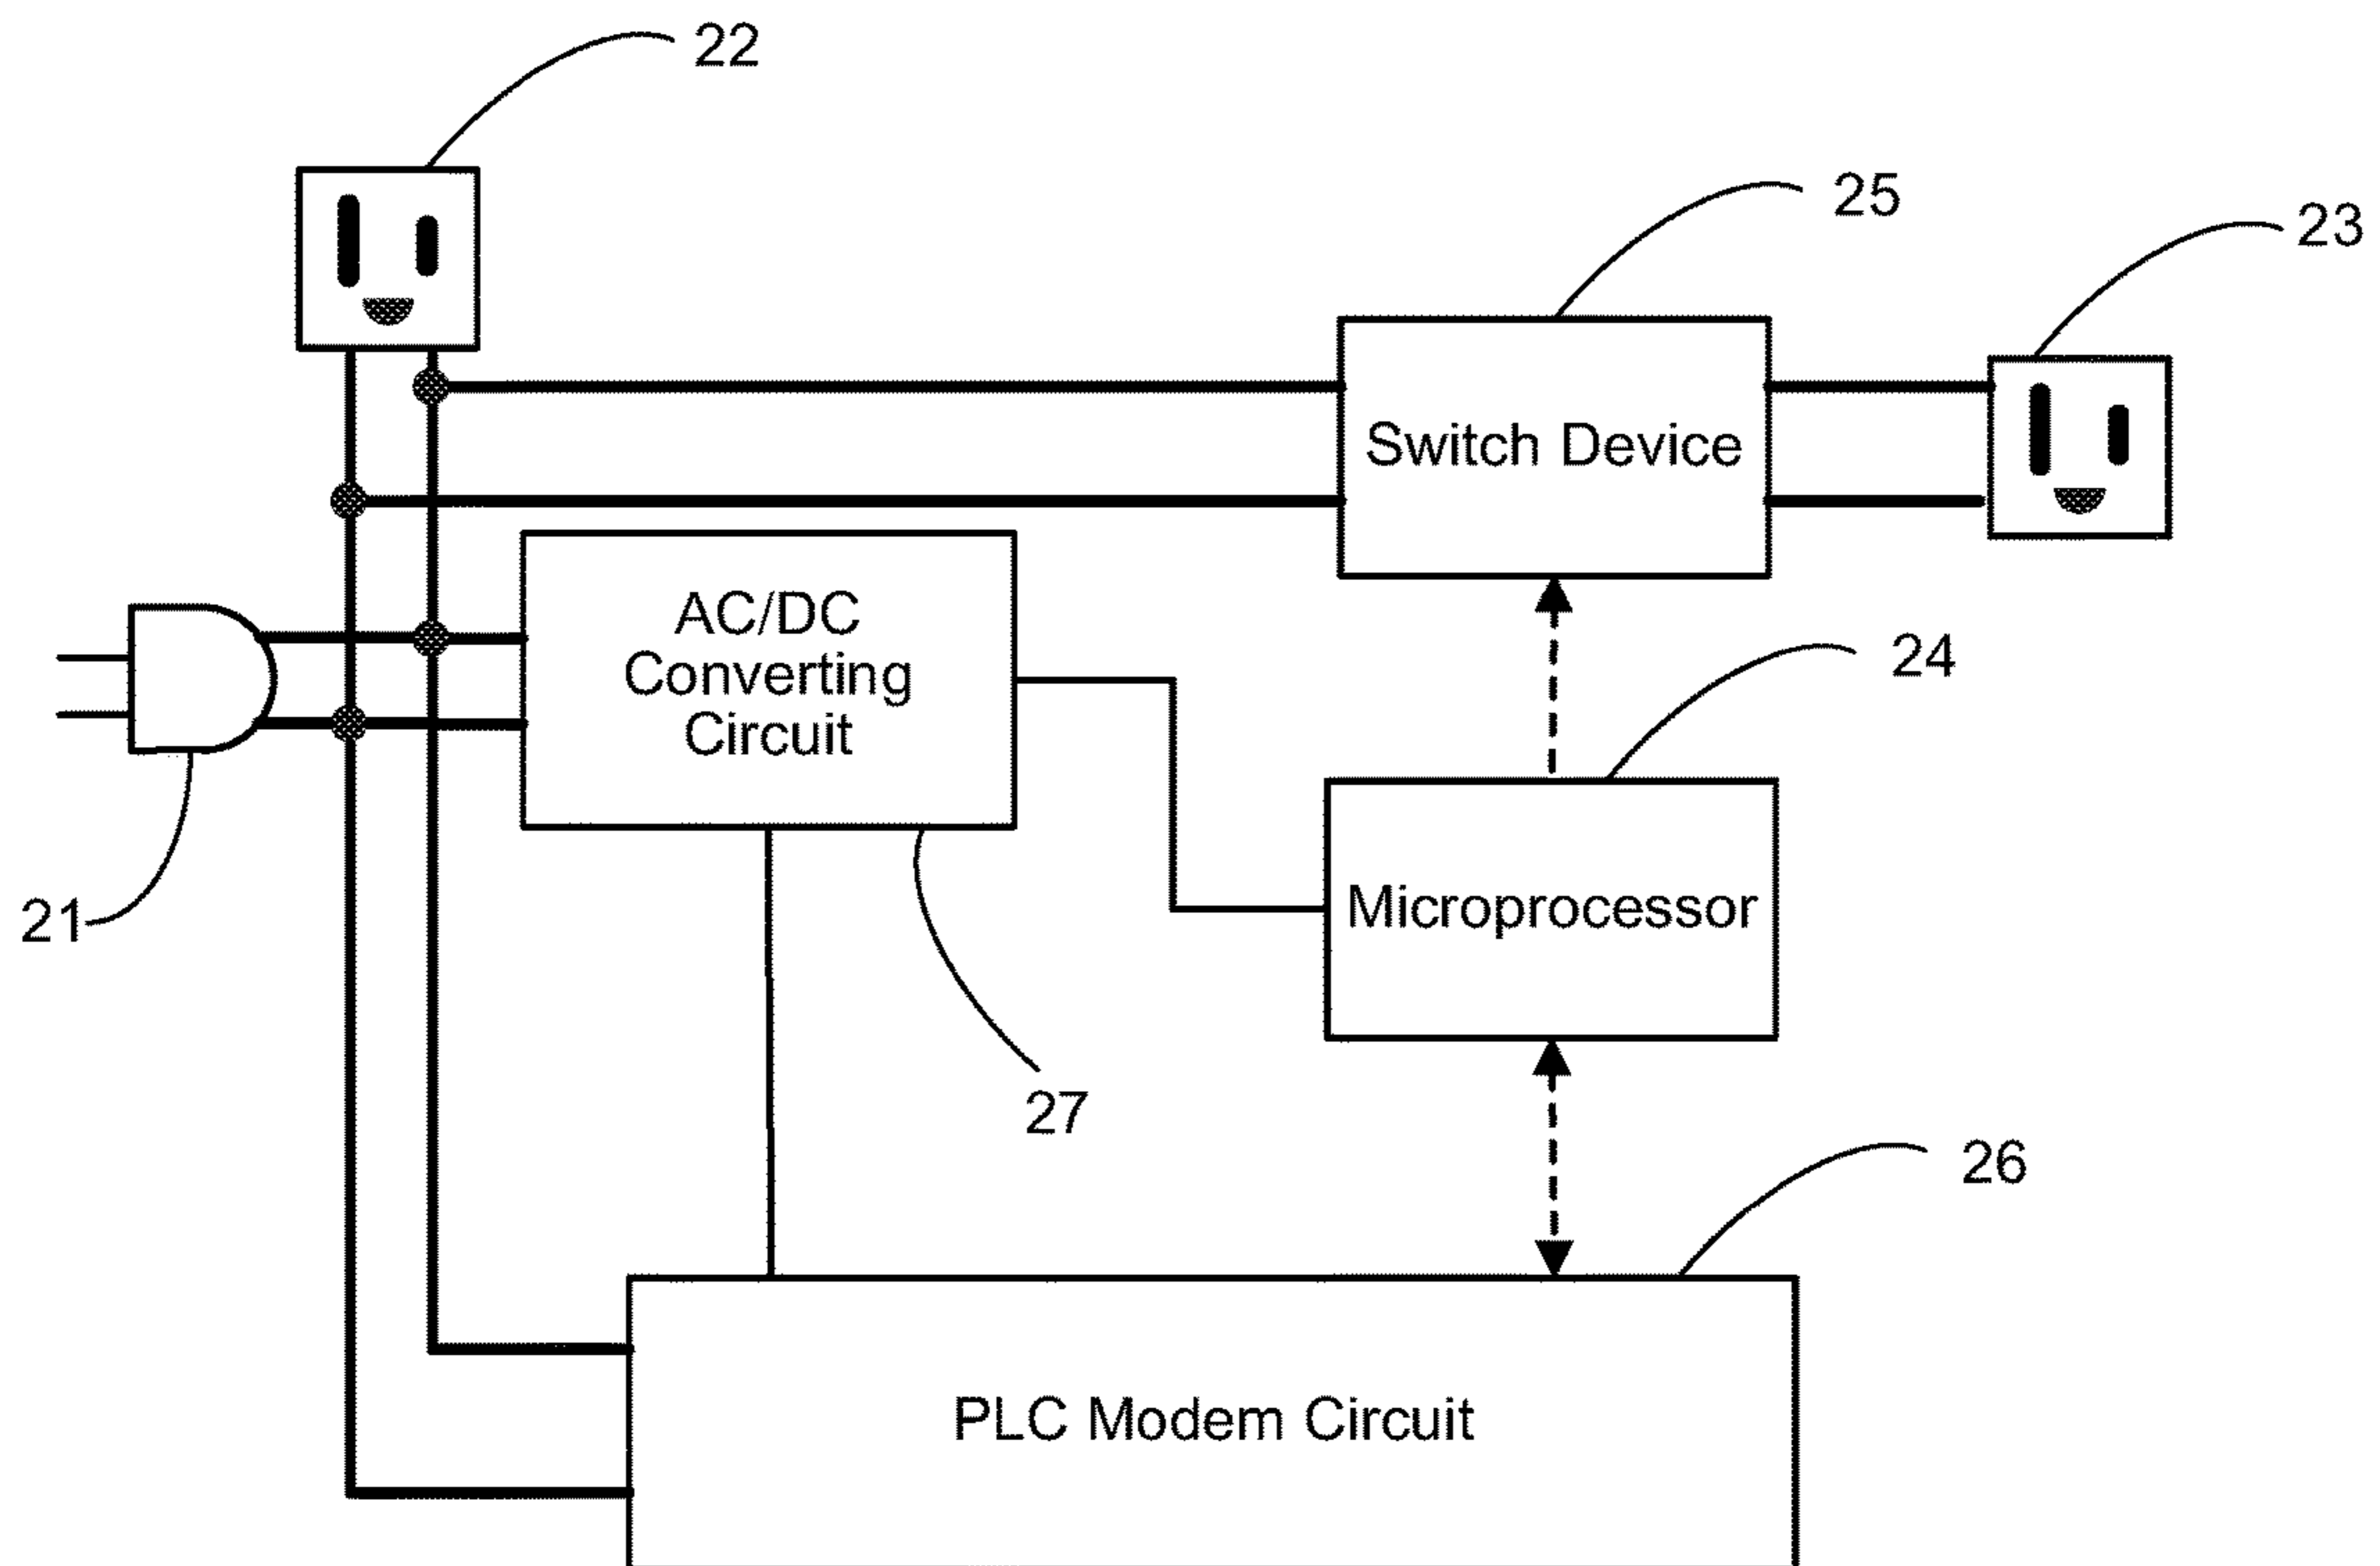 22
25
23
Switch Device
AC/DC
Converting
Circuit
24
21
Microprocessor
27
26
PLC Modem Circuit